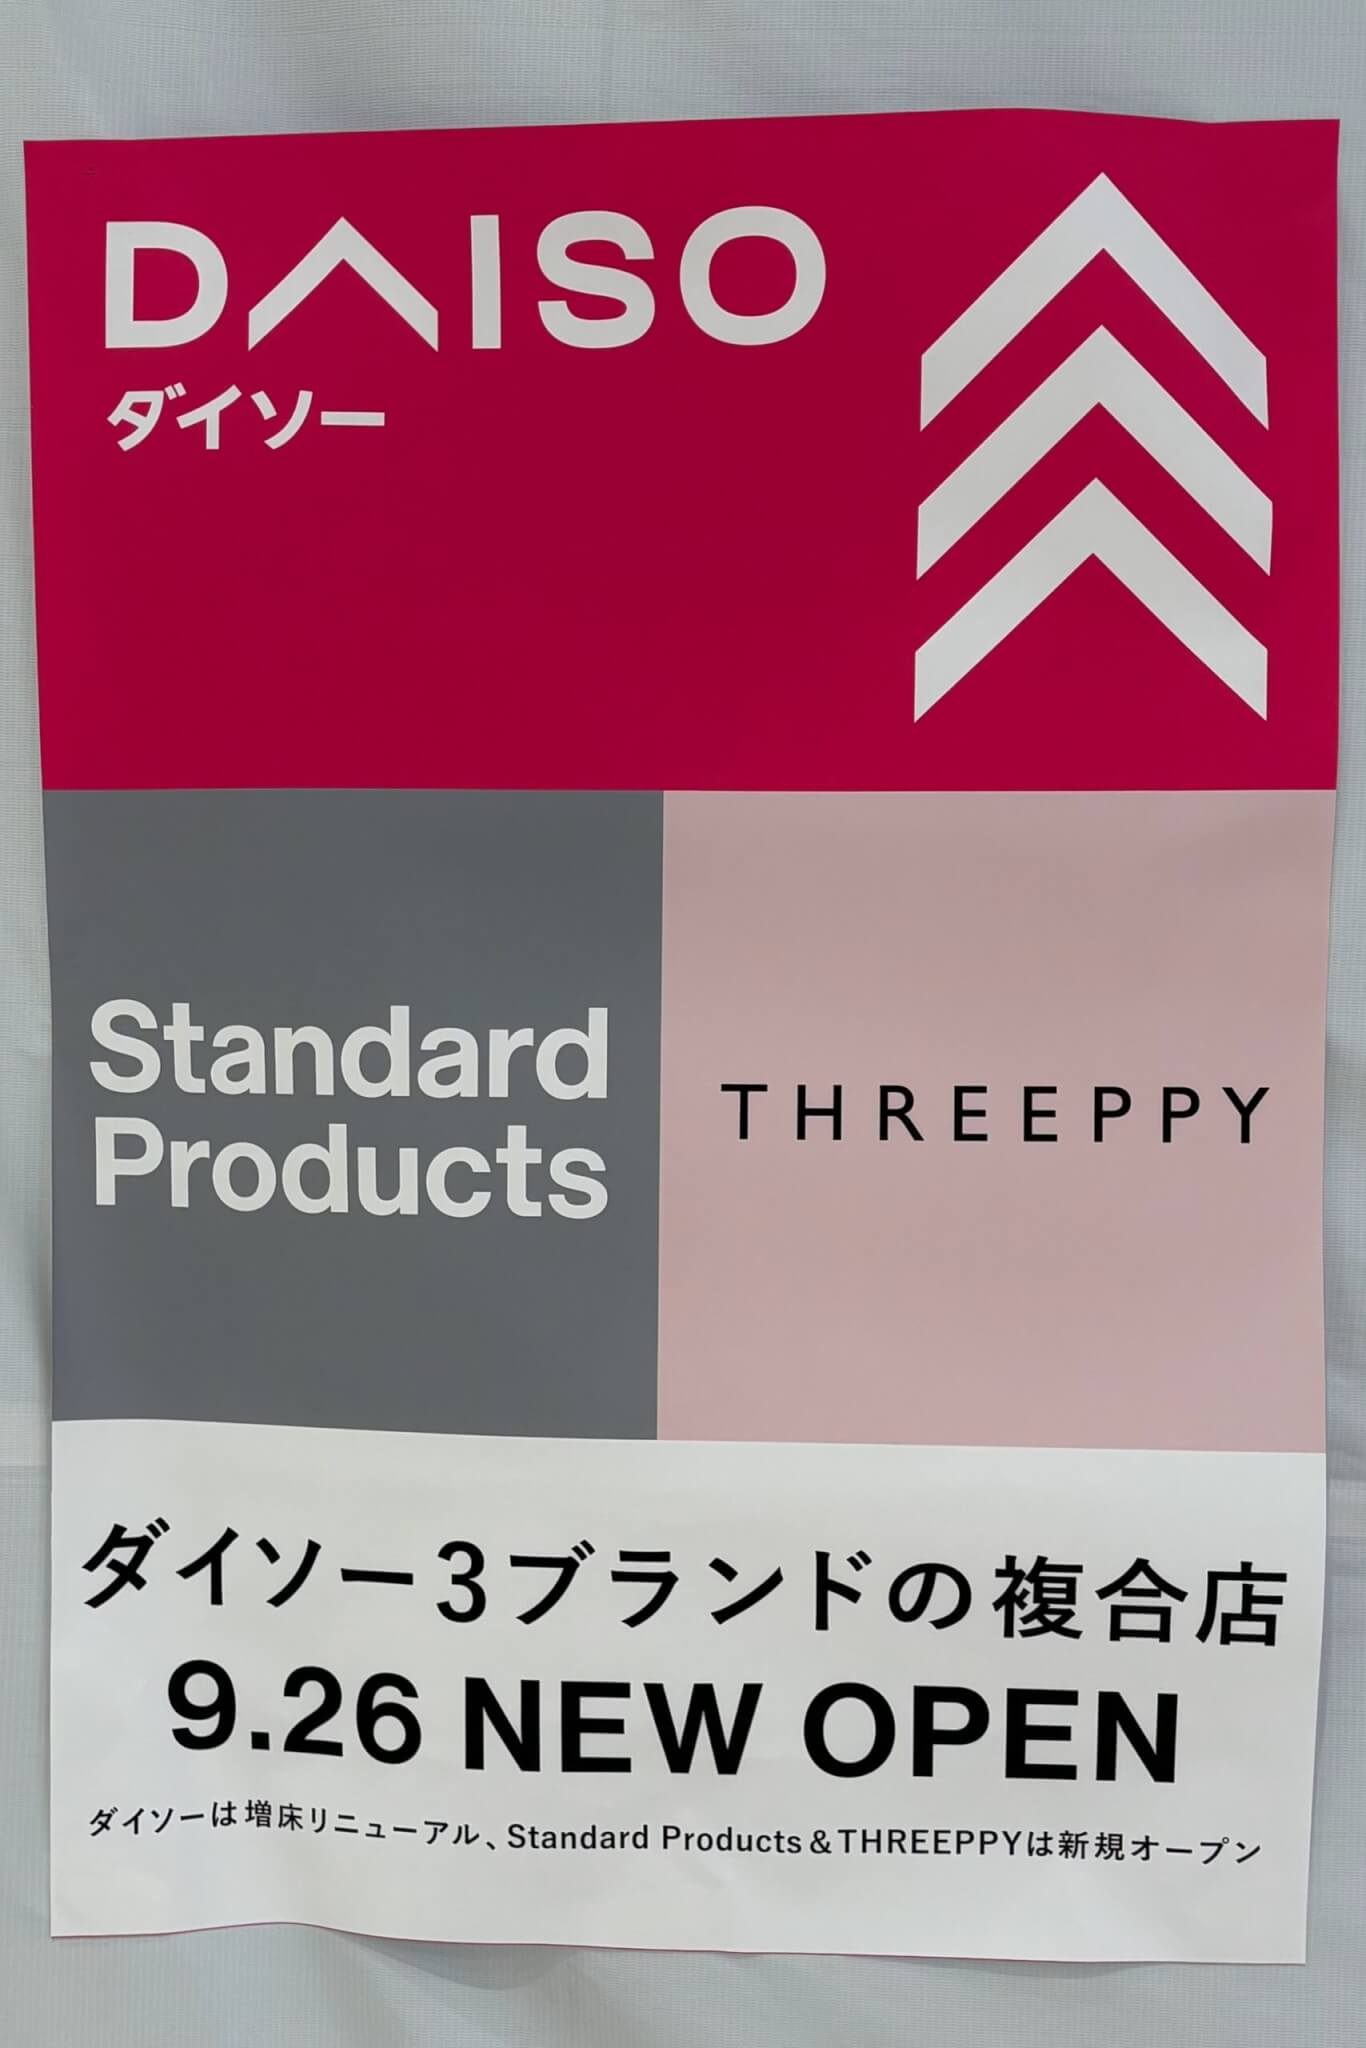 DAISO
ダイソー
Standard
Products
THREEPPY
ダイソー3ブランドの複合店
9.26 NEW OPEN
ダイソーは増床リニューアル、Standard Products＆THREEPPYは新規オープン